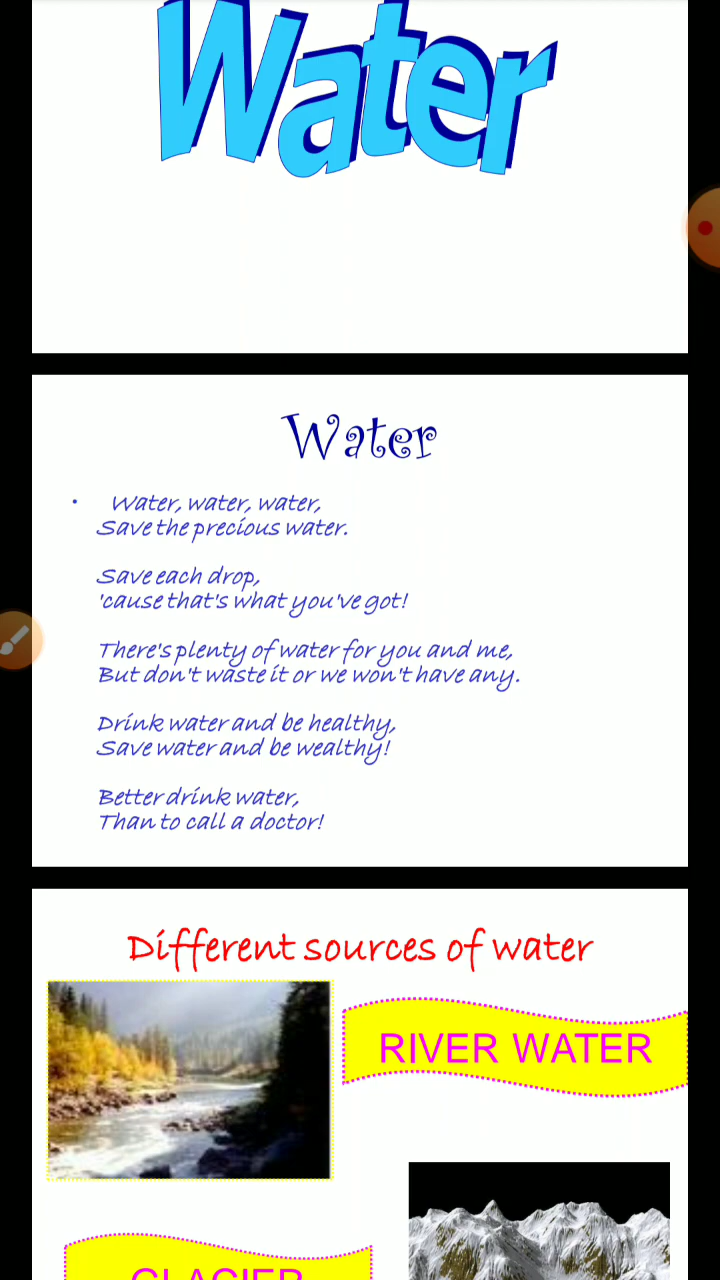 Water
Water
• Water, water, water,
Save the precious water.
Save each drop,
'cause that's what you've got!
There's plenty of water for you and me,
But don't waste it or we won't have any.
Drink water and be healthy,
Save water and be wealthy!
Better drink water,
Than to call a doctor!
Different sources of water
RIVER WATER
GLACIER